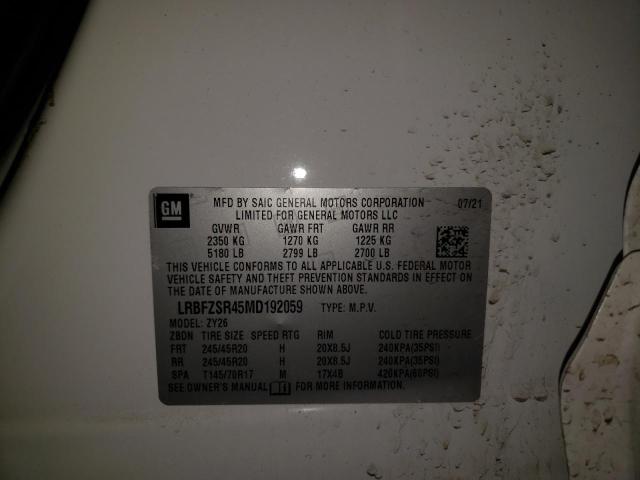 GM
MFD BY SAIC GENERAL MOTORS CORPORATION 07/21
LIMITED FOR GENERAL MOTORS LLC
GVWR GAWR FRT GAWR RR
2350 KG 1270 KG 1225 KG
5180 LB 2799 LB 2700 LB
THIS VEHICLE CONFORMS TO ALL APPLICABLE U.S. FEDERAL MOTOR
VEHICLE SAFETY AND THEFT PREVENTION STANDARDS IN EFFECT ON THE
DATE OF MANUFACTURE SHOWN ABOVE.
LRBFZSR45MD192059 TYPE: M.P.V.
MODEL: ZY26
ZBDN TIRE SIZE SPEED RTG RIM COLD TIRE PRESSURE
FRT 245/45R20 H 20X8.5J 240KPA(35PSI)
RR 245/45R20 H 20X8.5J 240KPA(35PSI)
SPA T145/70R17 M 17X4B 420KPA(60PSI)
SEE OWNER'S MANUAL FOR MORE INFORMATION.